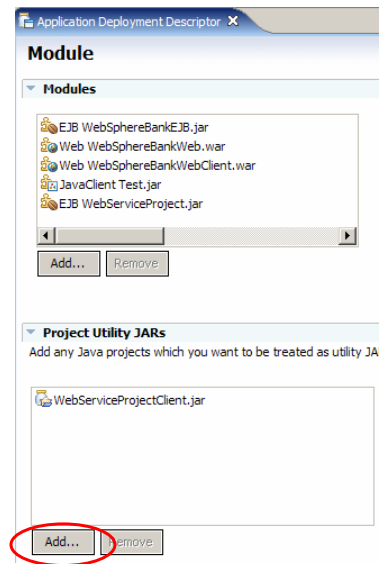 Application Deployment Descriptor
Module
Modules
EJB WebSphereBankEJB.jar
Web WebSphereBankWeb.war
Web WebSphereBankWebClient.war
JavaClient Test.jar
EJB WebServiceProject.jar
Add... Remove
Project Utility JARs
Add any Java projects which you want to be treated as utility JA
WebServiceProjectClient.jar
Add... Remove